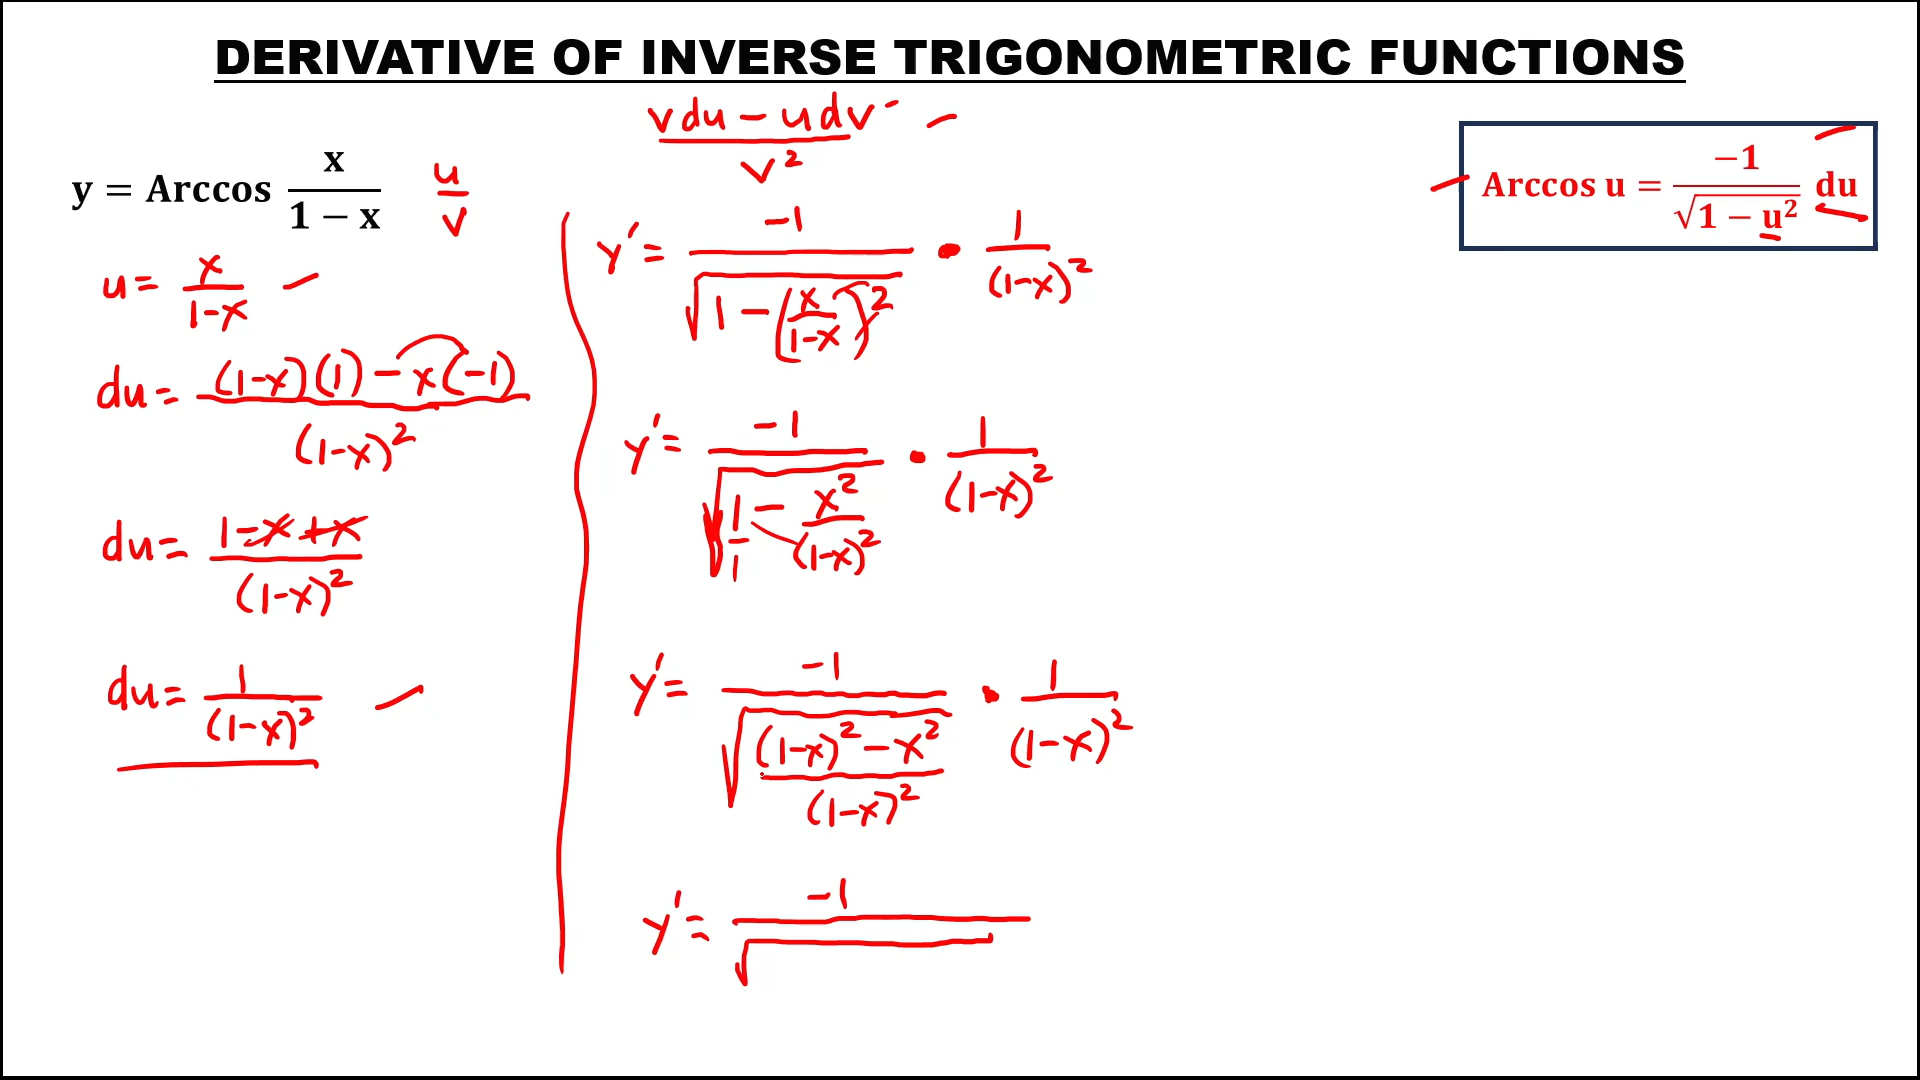 DERIVATIVE OF INVERSE TRIGONOMETRIC FUNCTIONS
y = Arccos x/(1 − x)
u/v
(vdu − udv)/v²
Arccos u = −1/√(1 − u²) du
u = x/(1−x)
du = ((1−x)(1) − x(−1))/(1−x)²
du = (1−x+x)/(1−x)²
du = 1/(1−x)²
y' = −1/√(1 − (x/(1−x))²) • 1/(1−x)²
y' = −1/√(1/1 − x²/(1−x)²) • 1/(1−x)²
y' = −1/√(((1−x)² − x²)/(1−x)²) • 1/(1−x)²
y' = −1/√